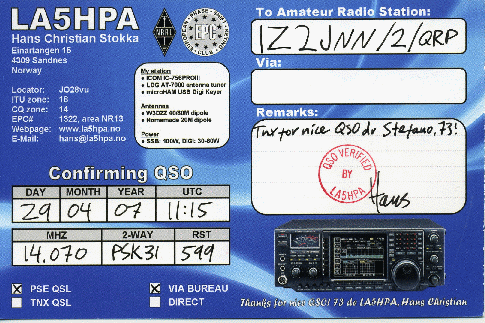 LA5HPA
Hans Christian Stokka
Einartangen 15
4309 Sandnes
Norway
Locator: JO28vu
ITU zone: 18
CQ zone: 14
EPC# 1322, area NR13
Webpage: www.la5hpa.no
E-Mail: hans@la5hpa.no
NRRL
EPC
My station
• ICOM IC-756PROIII
• LDG AT-7000 antenna tuner
• microHAM USB Digi Keyer
Antennas
• W3DZZ 40/80M dipole
• Homemade 20M dipole
Power
• SSB: 100W, DIGI: 30-50W
To Amateur Radio Station:
IZ2JNN/2/QRP
Via:
Remarks:
Tnx for nice QSO dr Stefano, 73!
QSO VERIFIED
BY
LA5HPA
Hans
Confirming QSO
DAY MONTH YEAR UTC
29 04 07 11:15
MHZ 2-WAY RST
14.070 PSK31 599
PSE QSL
VIA BUREAU
TNX QSL
DIRECT
Thanks for nice QSO! 73 de LA5HPA, Hans Christian